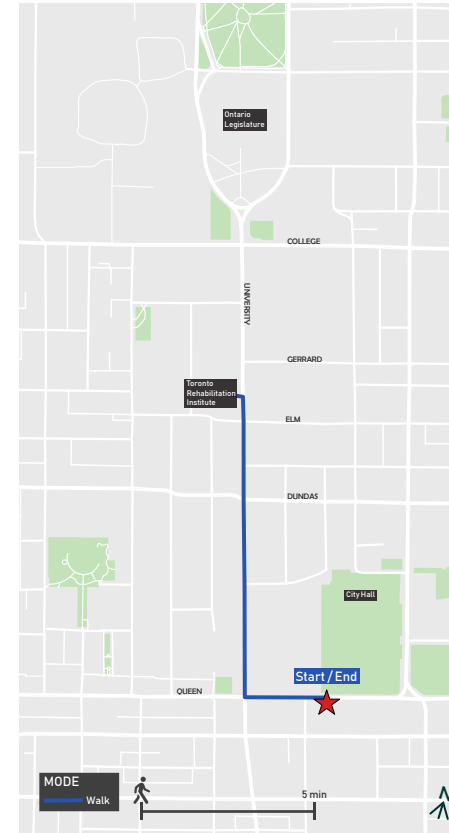 Ontario
Legislature
COLLEGE
UNIVERSITY
GERRARD
Toronto
Rehabilitation
Institute
ELM
DUNDAS
City Hall
Start / End
QUEEN
MODE
Walk
5 min